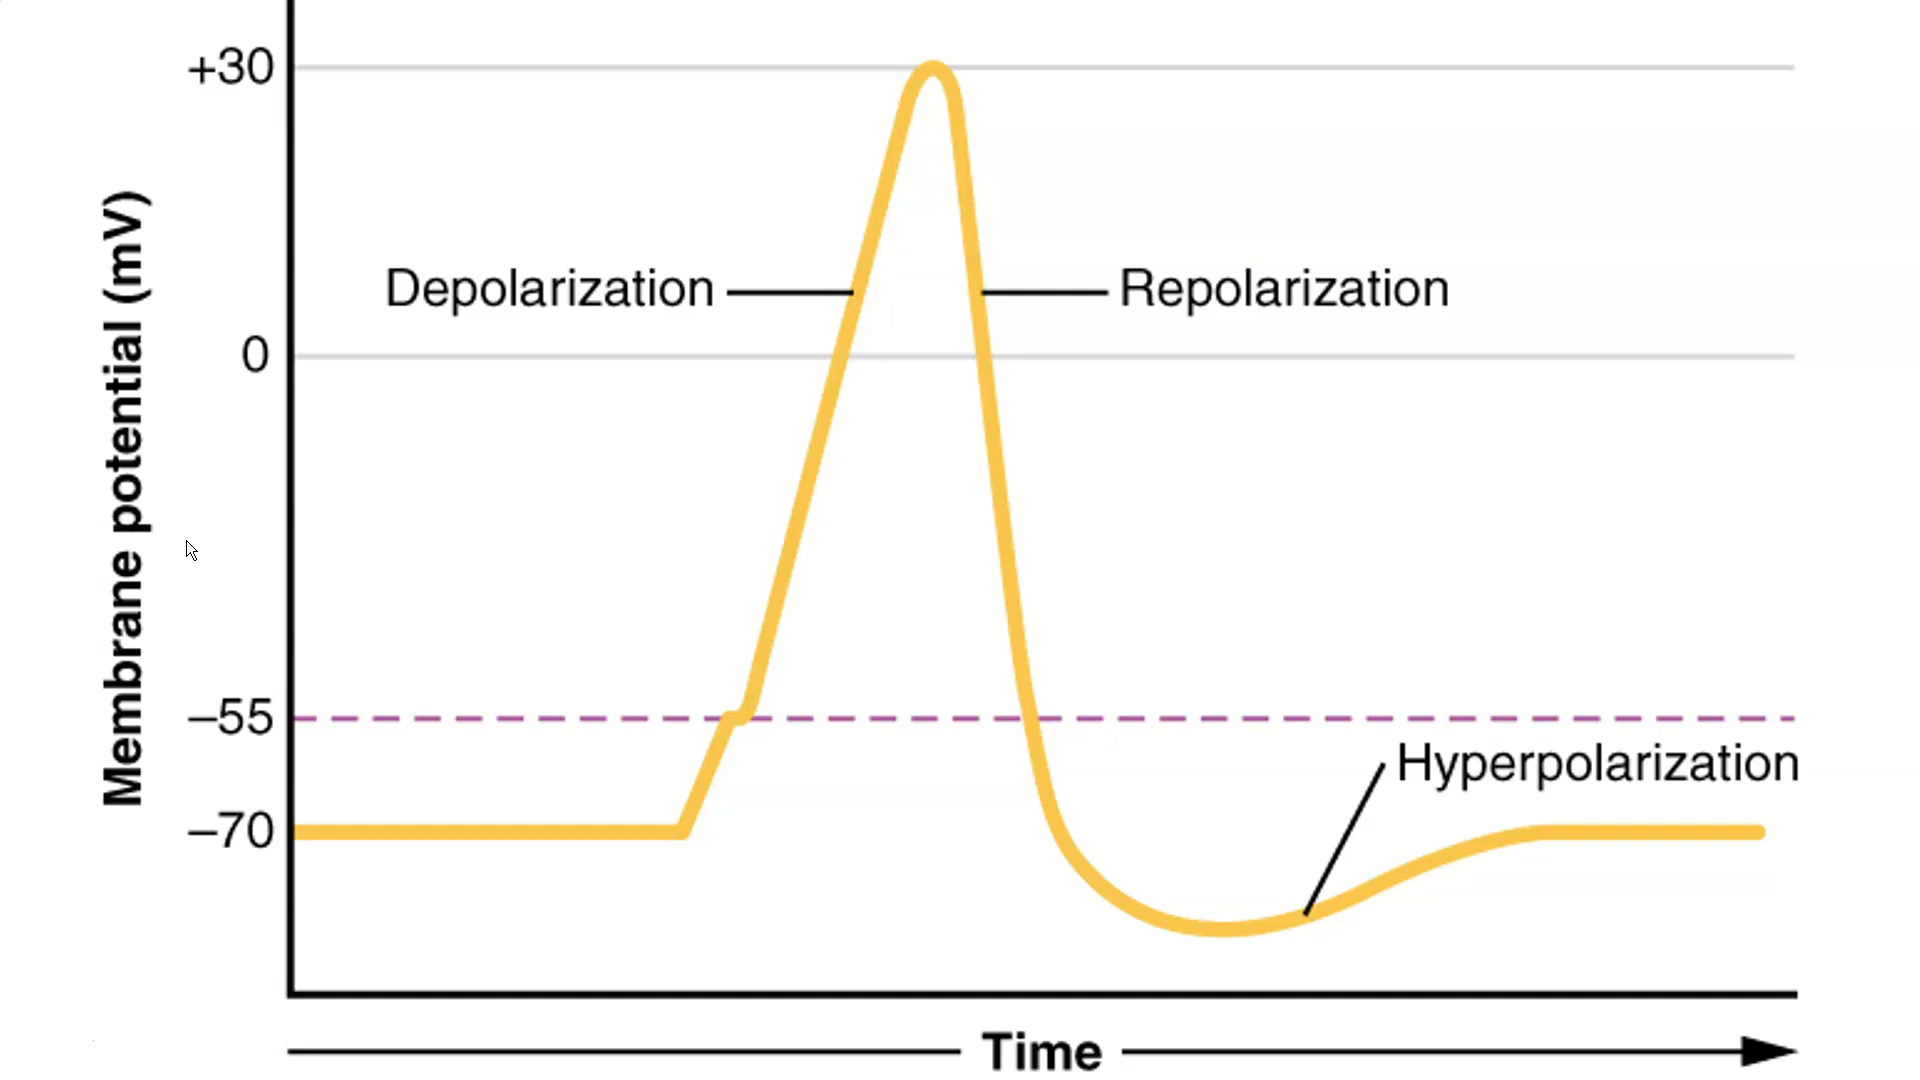 +30
Depolarization
Repolarization
0
Membrane potential (mV)
–55
Hyperpolarization
–70
Time